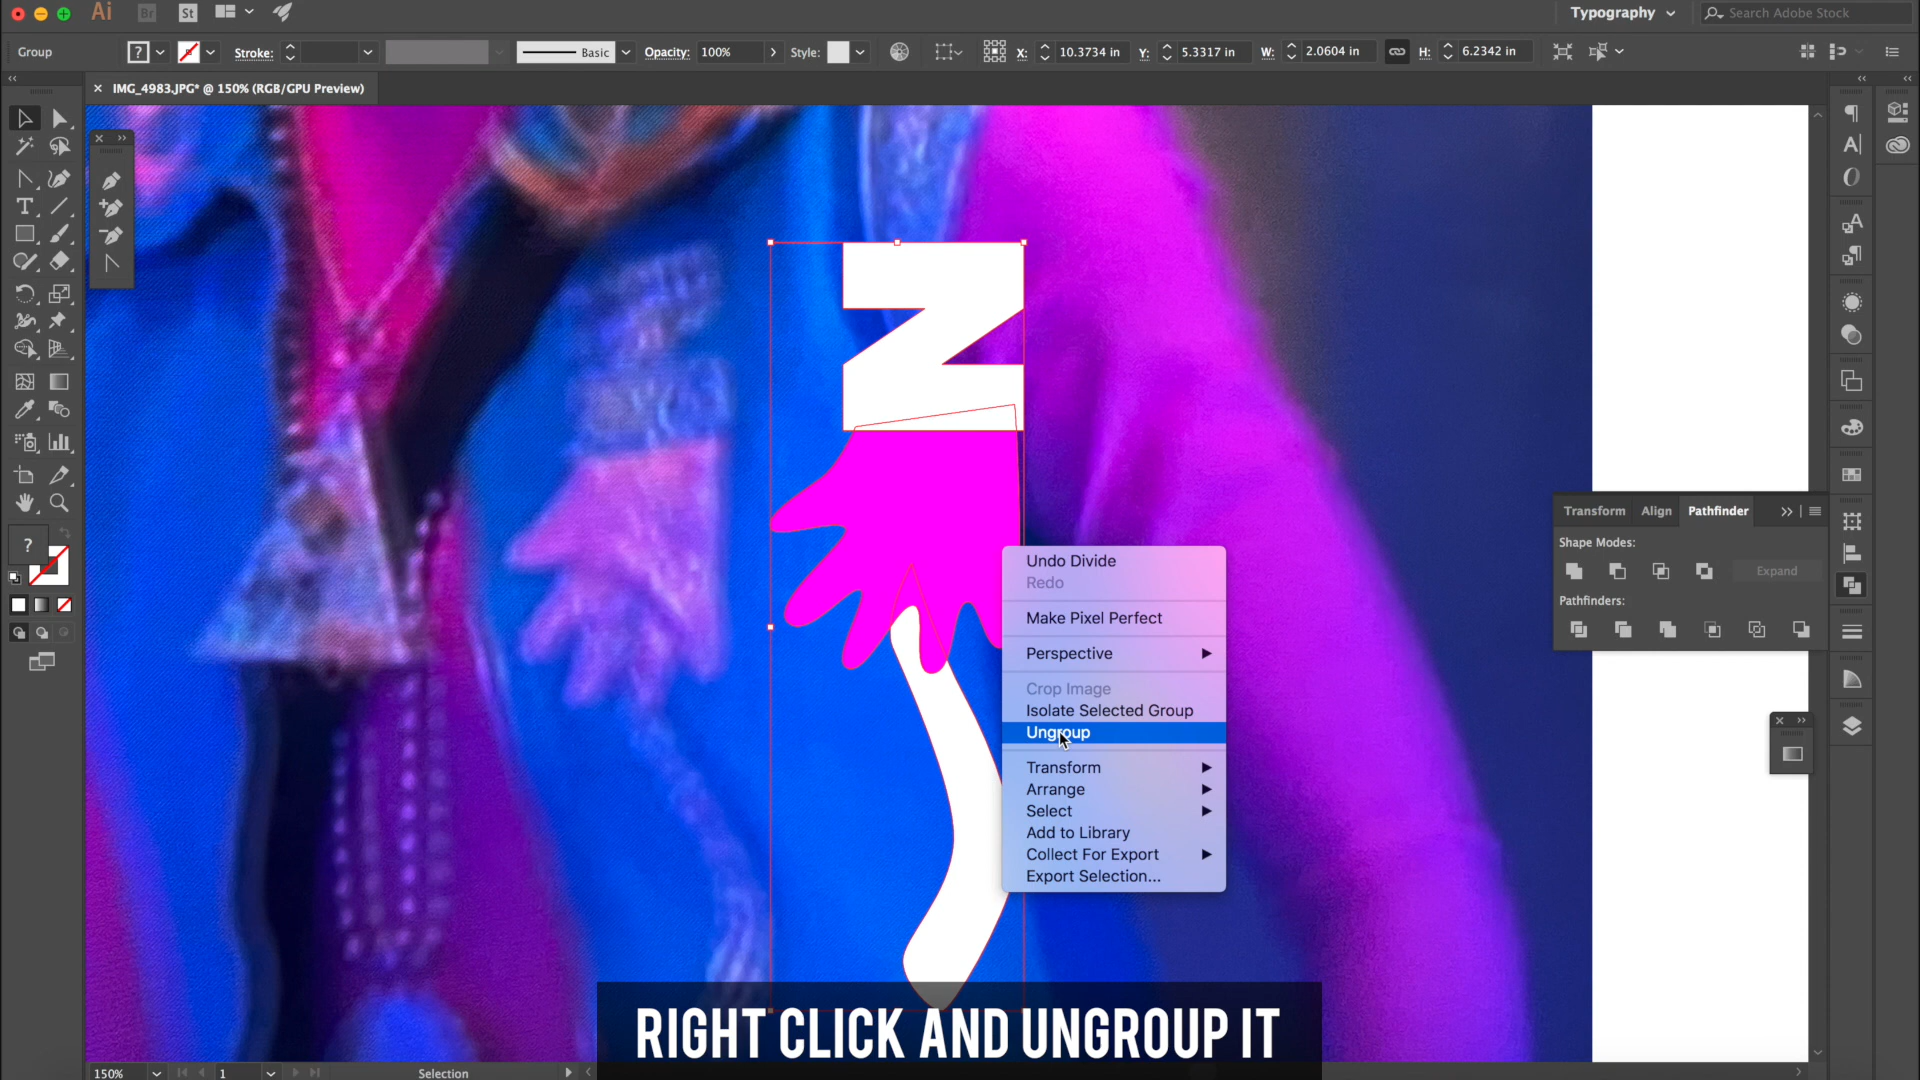 Ai
Br
St
Typography
Search Adobe Stock
Group
?
Stroke:
Basic
Opacity:
100%
Style:
X:
10.3734 in
Y:
5.3317 in
W:
2.0604 in
H:
6.2342 in
× IMG_4983.JPG* @ 150% (RGB/GPU Preview)
N
Undo Divide
Redo
Make Pixel Perfect
Perspective
Crop Image
Isolate Selected Group
Ungroup
Transform
Arrange
Select
Add to Library
Collect For Export
Export Selection...
Transform
Align
Pathfinder
Shape Modes:
Expand
Pathfinders:
?
RIGHT CLICK AND UNGROUP IT
150%
1
Selection